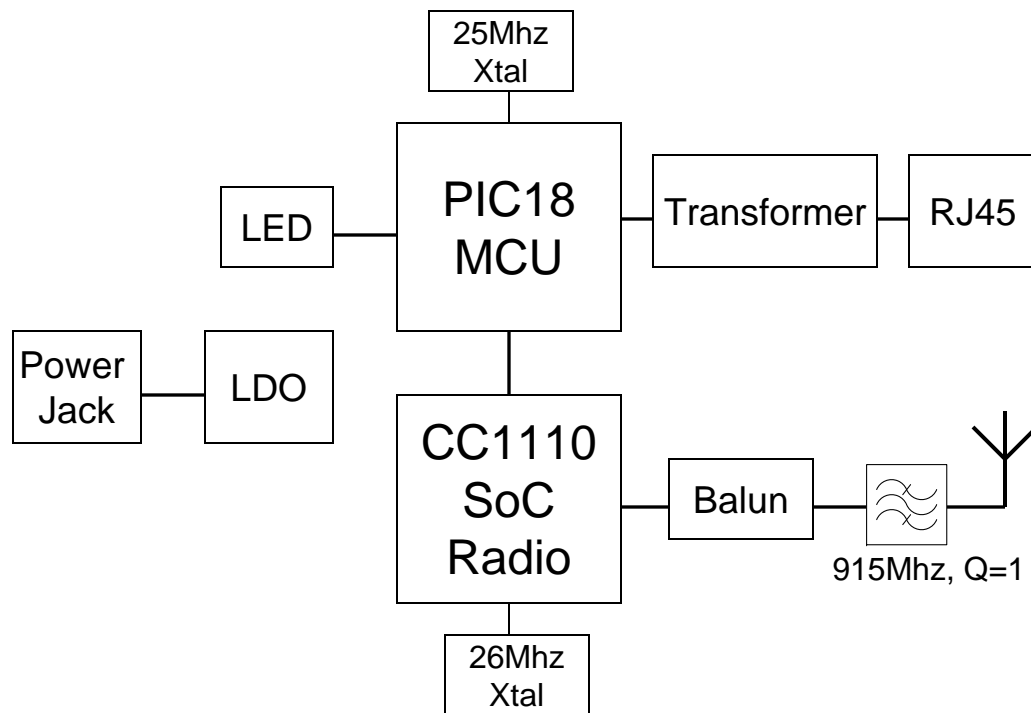 25Mhz
Xtal
PIC18
MCU
LED
Transformer
RJ45
Power
Jack
LDO
CC1110
SoC
Radio
Balun
915Mhz, Q=1
26Mhz
Xtal